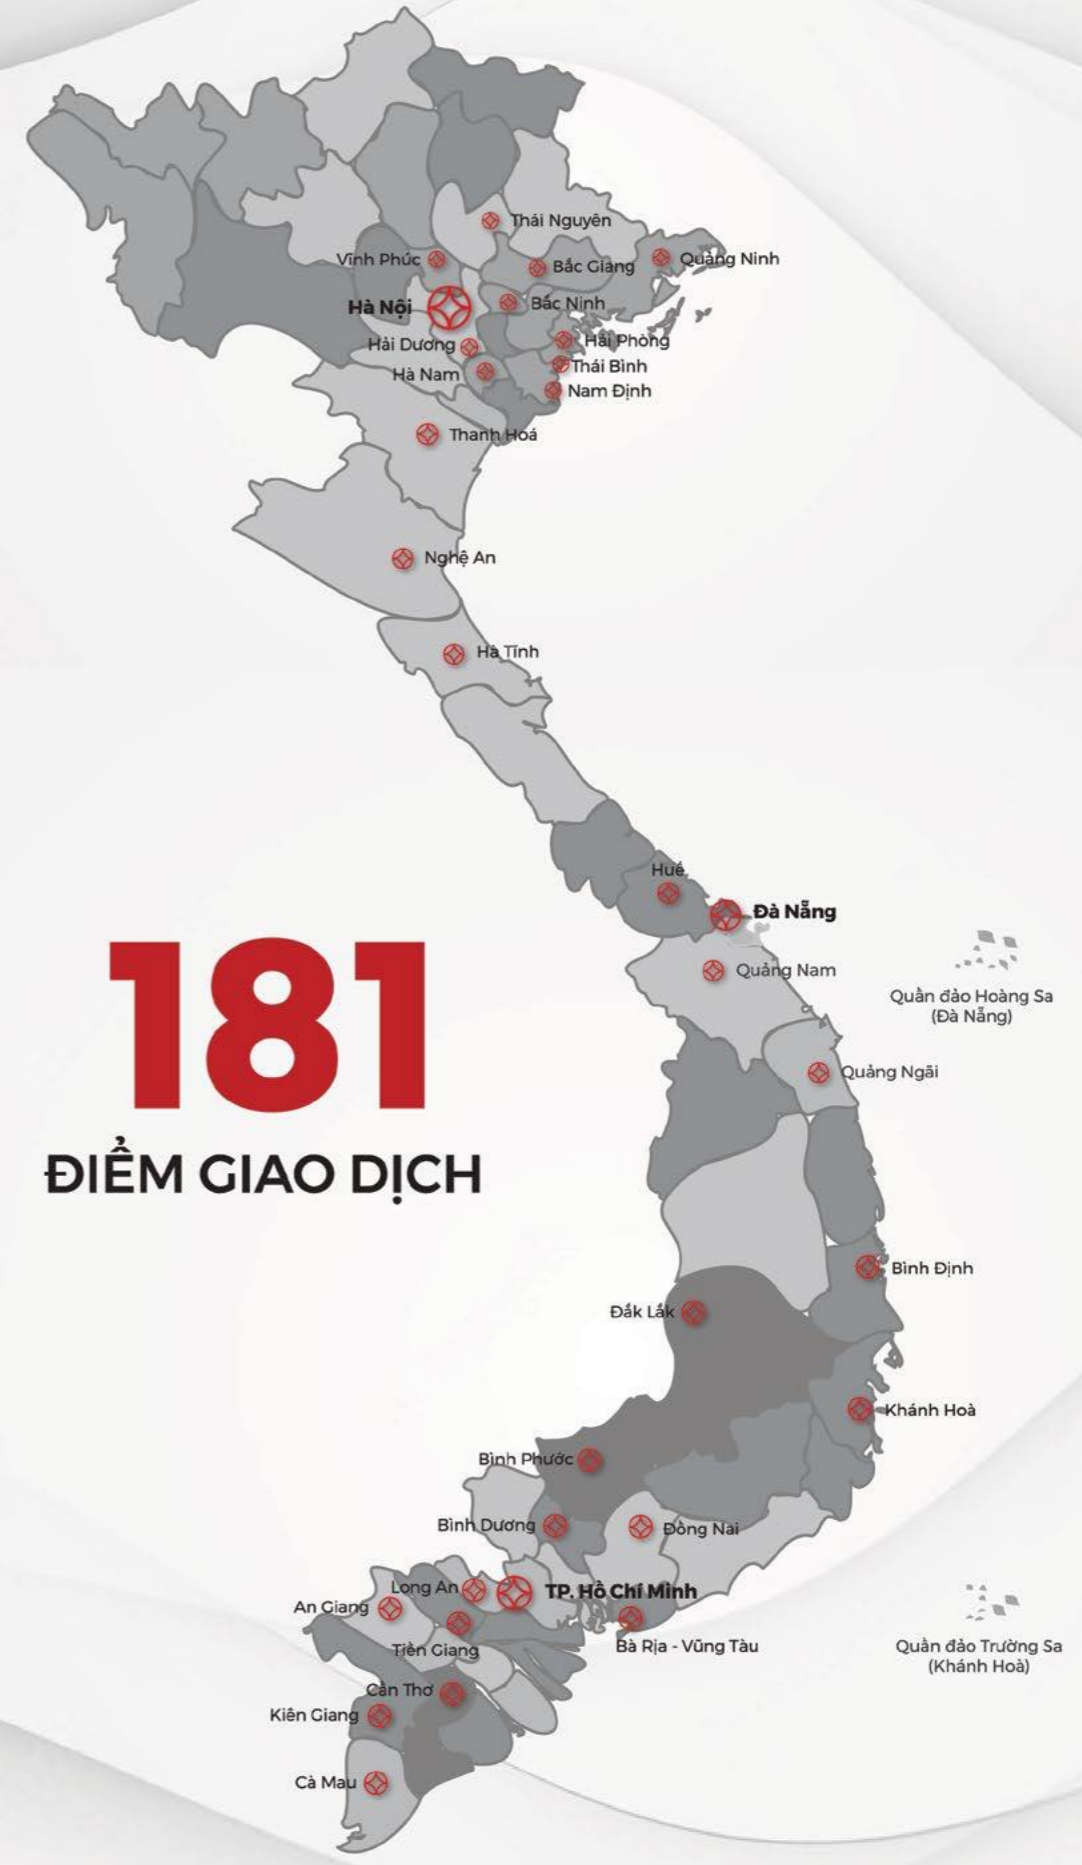 Thái Nguyên
Vĩnh Phúc
Bắc Giang
Quảng Ninh
Hà Nội
Bắc Ninh
Hải Dương
Hải Phòng
Hà Nam
Thái Bình
Nam Định
Thanh Hoá
Nghệ An
Hà Tĩnh
Huế
Đà Nẵng
Quảng Nam
Quần đảo Hoàng Sa
(Đà Nẵng)
Quảng Ngãi
181
ĐIỂM GIAO DỊCH
Bình Định
Đắk Lắk
Khánh Hoà
Bình Phước
Bình Dương
Đồng Nai
Long An
TP. Hồ Chí Minh
An Giang
Tiền Giang
Bà Rịa - Vũng Tàu
Quần đảo Trường Sa
(Khánh Hoà)
Cần Thơ
Kiên Giang
Cà Mau